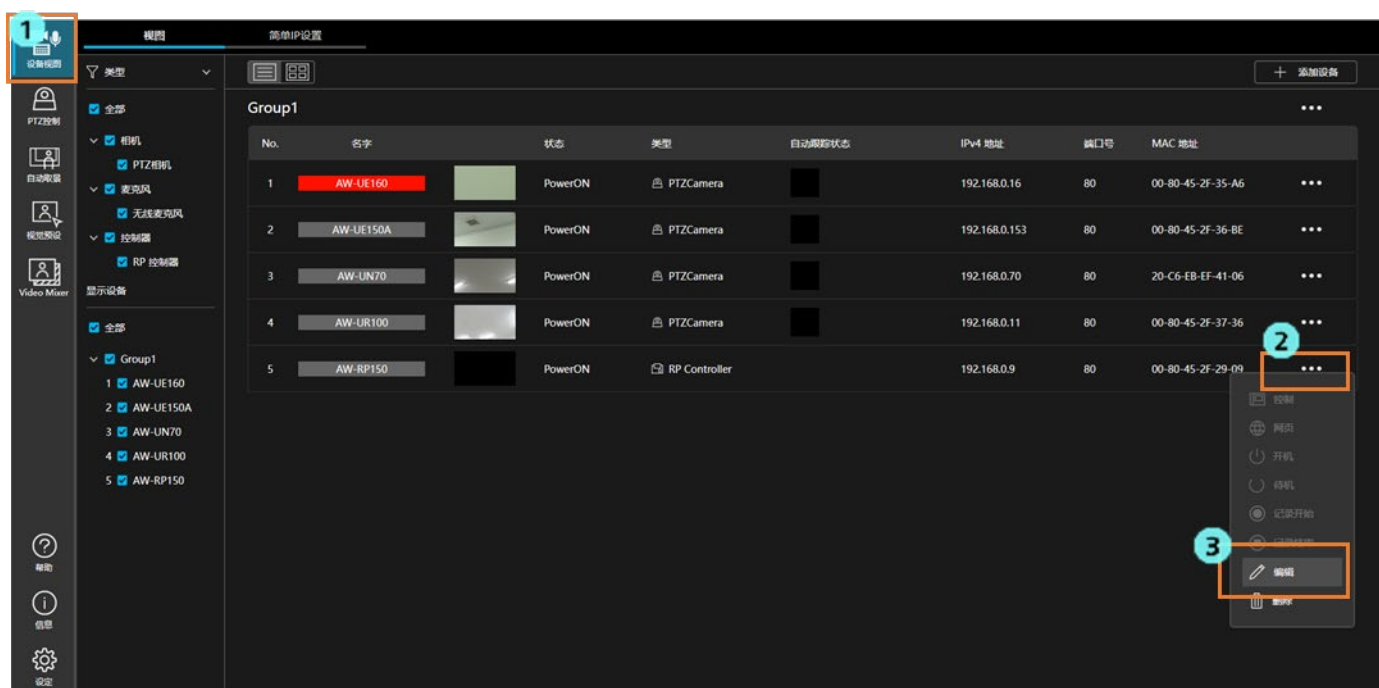 1
设备视图
PTZ控制
自动取景
视觉预设
Video Mixer
帮助
信息
设定
视图 简单IP设置
类型
全部
相机
PTZ相机
麦克风
无线麦克风
控制器
RP 控制器
显示设备
全部
Group1
1 AW-UE160
2 AW-UE150A
3 AW-UN70
4 AW-UR100
5 AW-RP150
添加设备
Group1
No. 名字 状态 类型 自动跟踪状态 IPv4 地址 端口号 MAC 地址
1 AW-UE160 PowerON PTZCamera 192.168.0.16 80 00-80-45-2F-35-A6
2 AW-UE150A PowerON PTZCamera 192.168.0.153 80 00-80-45-2F-36-BE
3 AW-UN70 PowerON PTZCamera 192.168.0.70 80 20-C6-EB-EF-41-06
4 AW-UR100 PowerON PTZCamera 192.168.0.11 80 00-80-45-2F-37-36
2
5 AW-RP150 PowerON RP Controller 192.168.0.9 80 00-80-45-2F-29-09
控制
网页
开机
待机
记录开始
记录结束
3
编辑
删除